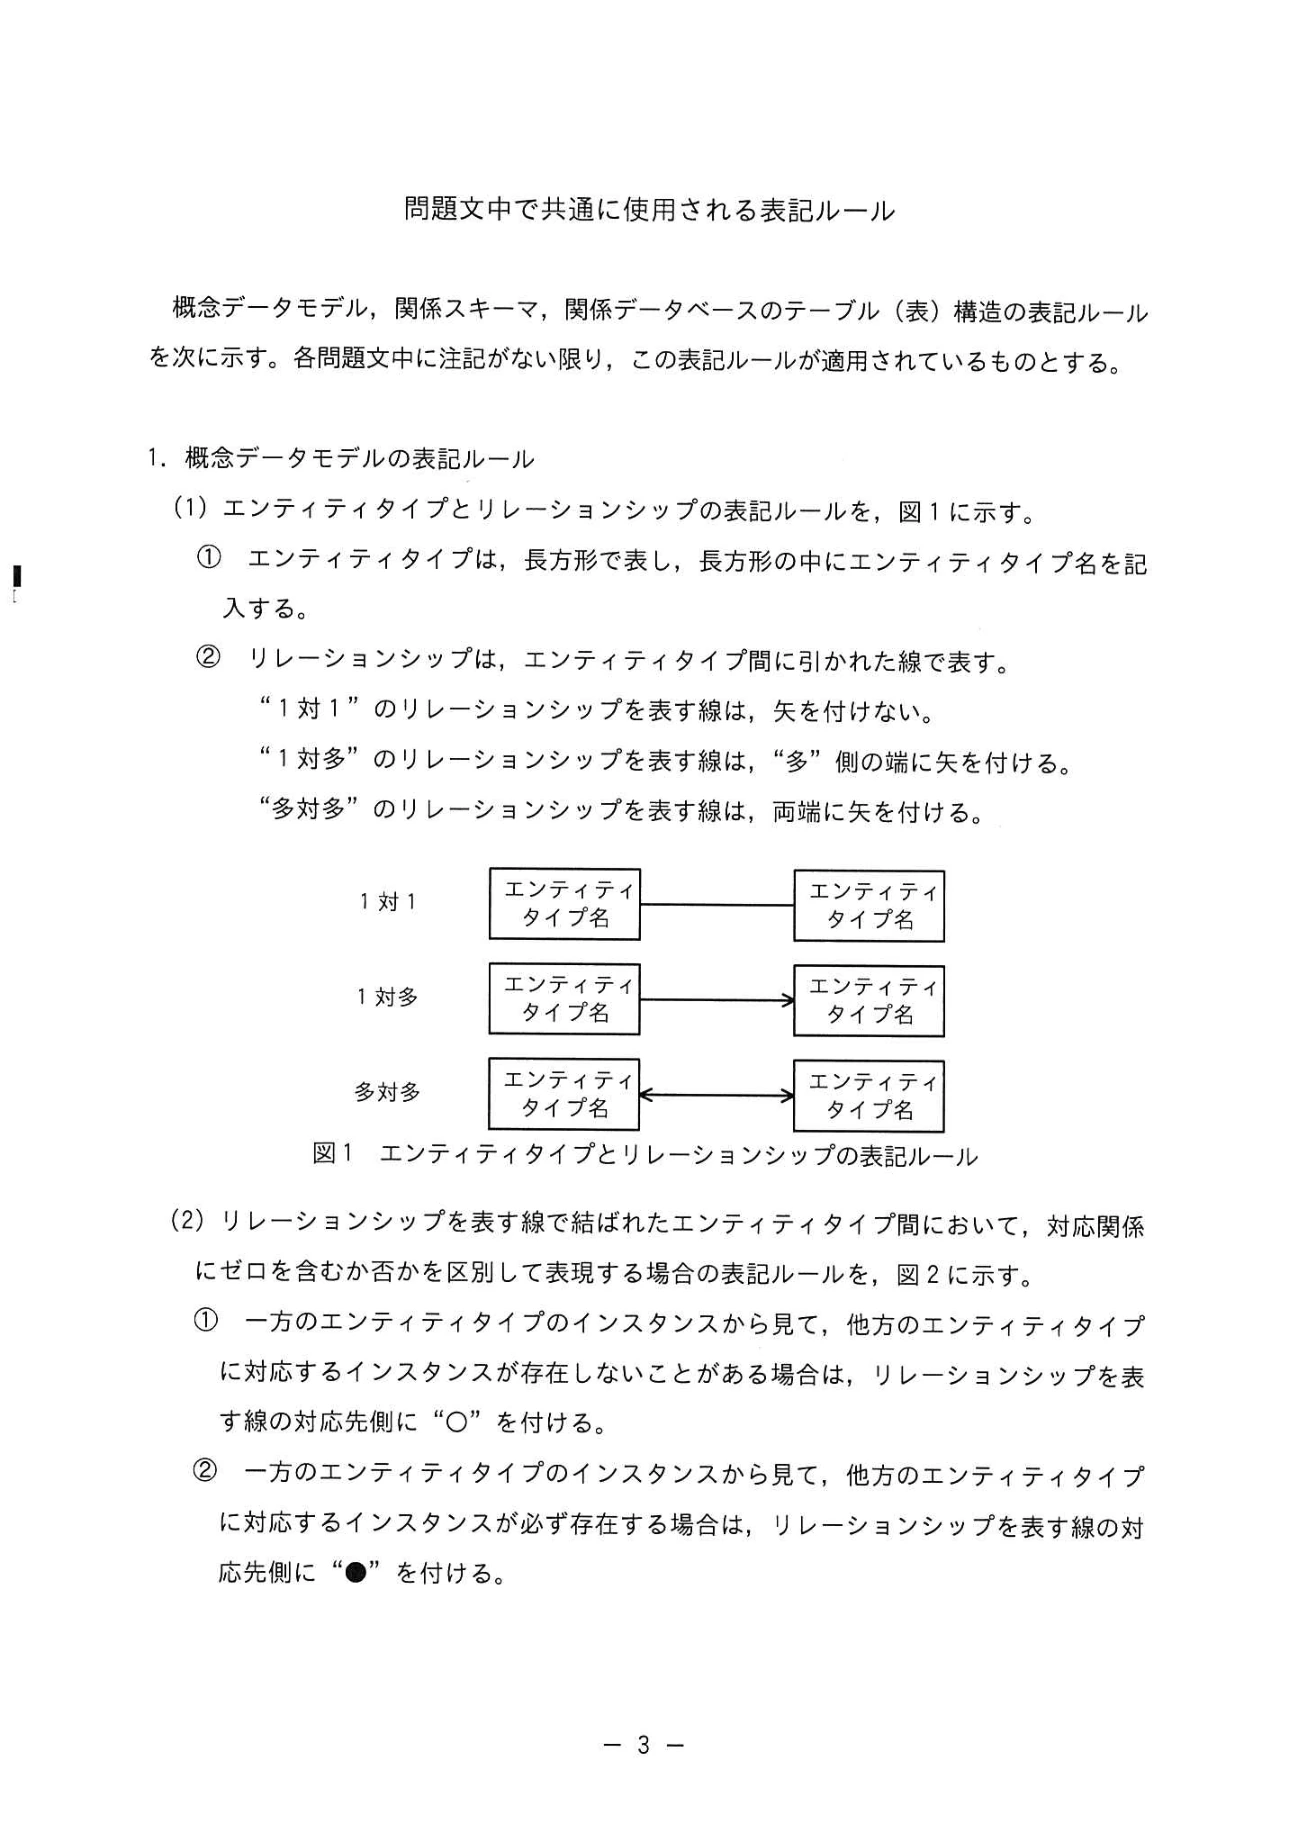 問題文中で共通に使用される表記ルール
概念データモデル，関係スキーマ，関係データベースのテーブル（表）構造の表記ルール
を次に示す。各問題文中に注記がない限り，この表記ルールが適用されているものとする。
1．概念データモデルの表記ルール
（1）エンティティタイプとリレーションシップの表記ルールを，図1に示す。
①　エンティティタイプは，長方形で表し，長方形の中にエンティティタイプ名を記
入する。
②　リレーションシップは，エンティティタイプ間に引かれた線で表す。
“1対1”のリレーションシップを表す線は，矢を付けない。
“1対多”のリレーションシップを表す線は，“多”側の端に矢を付ける。
“多対多”のリレーションシップを表す線は，両端に矢を付ける。
1対1
エンティティ
タイプ名
エンティティ
タイプ名
1対多
エンティティ
タイプ名
エンティティ
タイプ名
多対多
エンティティ
タイプ名
エンティティ
タイプ名
図1　エンティティタイプとリレーションシップの表記ルール
（2）リレーションシップを表す線で結ばれたエンティティタイプ間において，対応関係
にゼロを含むか否かを区別して表現する場合の表記ルールを，図2に示す。
①　一方のエンティティタイプのインスタンスから見て，他方のエンティティタイプ
に対応するインスタンスが存在しないことがある場合は，リレーションシップを表
す線の対応先側に“○”を付ける。
②　一方のエンティティタイプのインスタンスから見て，他方のエンティティタイプ
に対応するインスタンスが必ず存在する場合は，リレーションシップを表す線の対
応先側に“●”を付ける。
－ 3 －